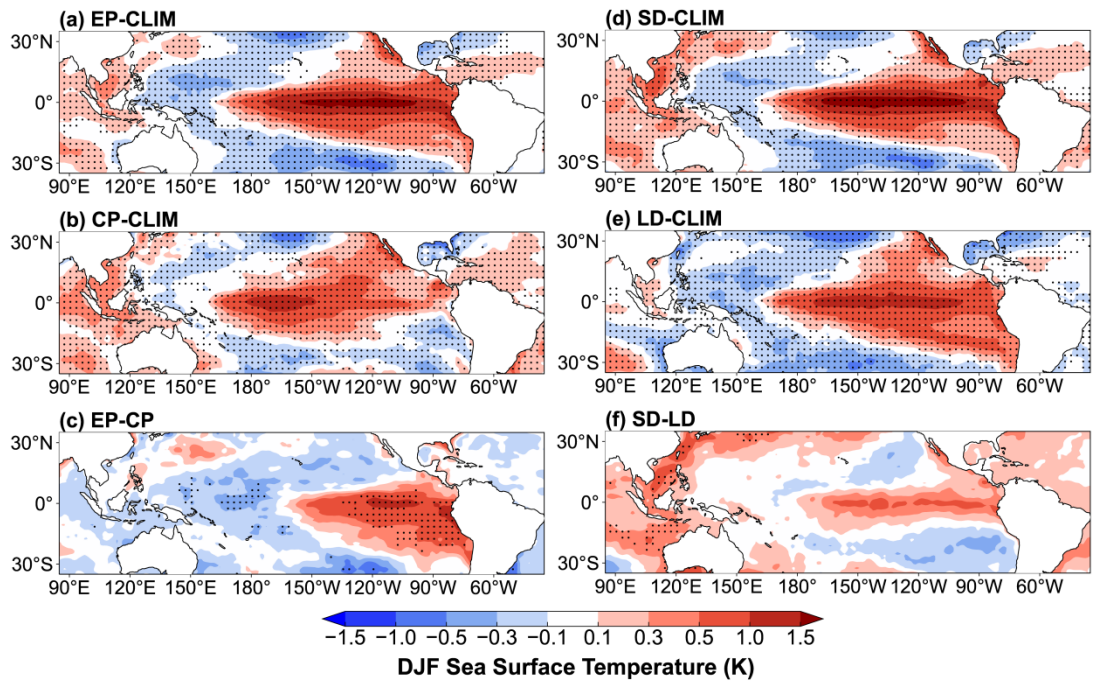 (a) EP-CLIM
30°N
0°
30°S
90°E 120°E 150°E 180° 150°W 120°W 90°W 60°W
(b) CP-CLIM
30°N
0°
30°S
90°E 120°E 150°E 180° 150°W 120°W 90°W 60°W
(c) EP-CP
30°N
0°
30°S
90°E 120°E 150°E 180° 150°W 120°W 90°W 60°W
(d) SD-CLIM
30°N
0°
30°S
90°E 120°E 150°E 180° 150°W 120°W 90°W 60°W
(e) LD-CLIM
30°N
0°
30°S
90°E 120°E 150°E 180° 150°W 120°W 90°W 60°W
(f) SD-LD
30°N
0°
30°S
90°E 120°E 150°E 180° 150°W 120°W 90°W 60°W
−1.5 −1.0 −0.5 −0.3 −0.1 0.1 0.3 0.5 1.0 1.5
DJF Sea Surface Temperature (K)